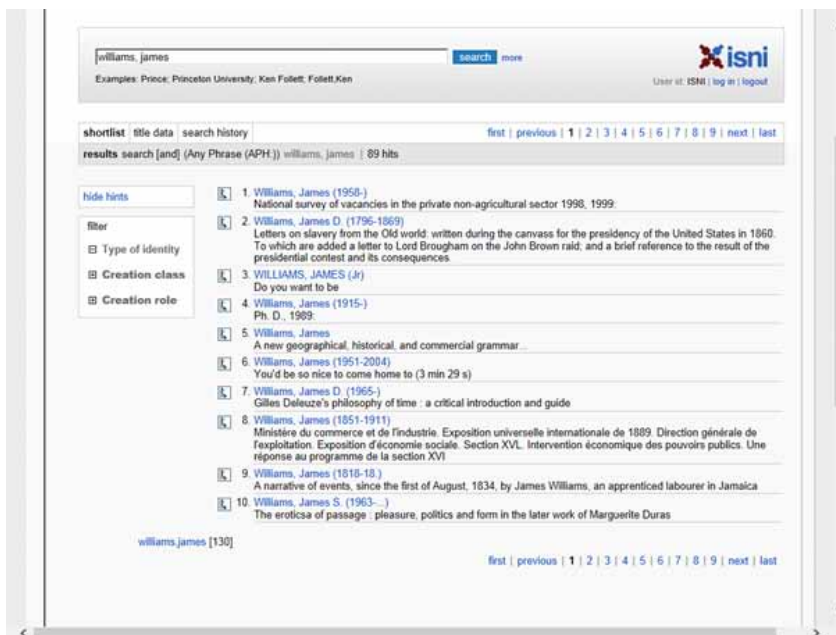 williams, james
search more
isni
Examples: Prince; Princeton University; Ken Follett; Follett,Ken
User id: ISNI | log in | logout
shortlist title data search history
first | previous | 1 | 2 | 3 | 4 | 5 | 6 | 7 | 8 | 9 | next | last
results search [and] (Any Phrase (APH:)) williams, james | 89 hits
hide hints
filter
Type of identity
Creation class
Creation role
1. Williams, James (1958-)
National survey of vacancies in the private non-agricultural sector 1998, 1999:
2. Williams, James D. (1796-1869)
Letters on slavery from the Old world: written during the canvass for the presidency of the United States in 1860.
To which are added a letter to Lord Brougham on the John Brown raid; and a brief reference to the result of the
presidential contest and its consequences.
3. WILLIAMS, JAMES (Jr)
Do you want to be
4. Williams, James (1915-)
Ph. D., 1989:
5. Williams, James
A new geographical, historical, and commercial grammar...
6. Williams, James (1951-2004)
You'd be so nice to come home to (3 min 29 s)
7. Williams, James D. (1965-)
Gilles Deleuze's philosophy of time : a critical introduction and guide
8. Williams, James (1851-1911)
Ministère du commerce et de l'industrie. Exposition universelle internationale de 1889. Direction générale de
l'exploitation. Exposition d'économie sociale. Section XVL. Intervention économique des pouvoirs publics. Une
réponse au programme de la section XVI
9. Williams, James (1818-18.)
A narrative of events, since the first of August, 1834, by James Williams, an apprenticed labourer in Jamaica
10. Williams, James S. (1963-...)
The eroticsa of passage : pleasure, politics and form in the later work of Marguerite Duras
williams,james [130]
first | previous | 1 | 2 | 3 | 4 | 5 | 6 | 7 | 8 | 9 | next | last